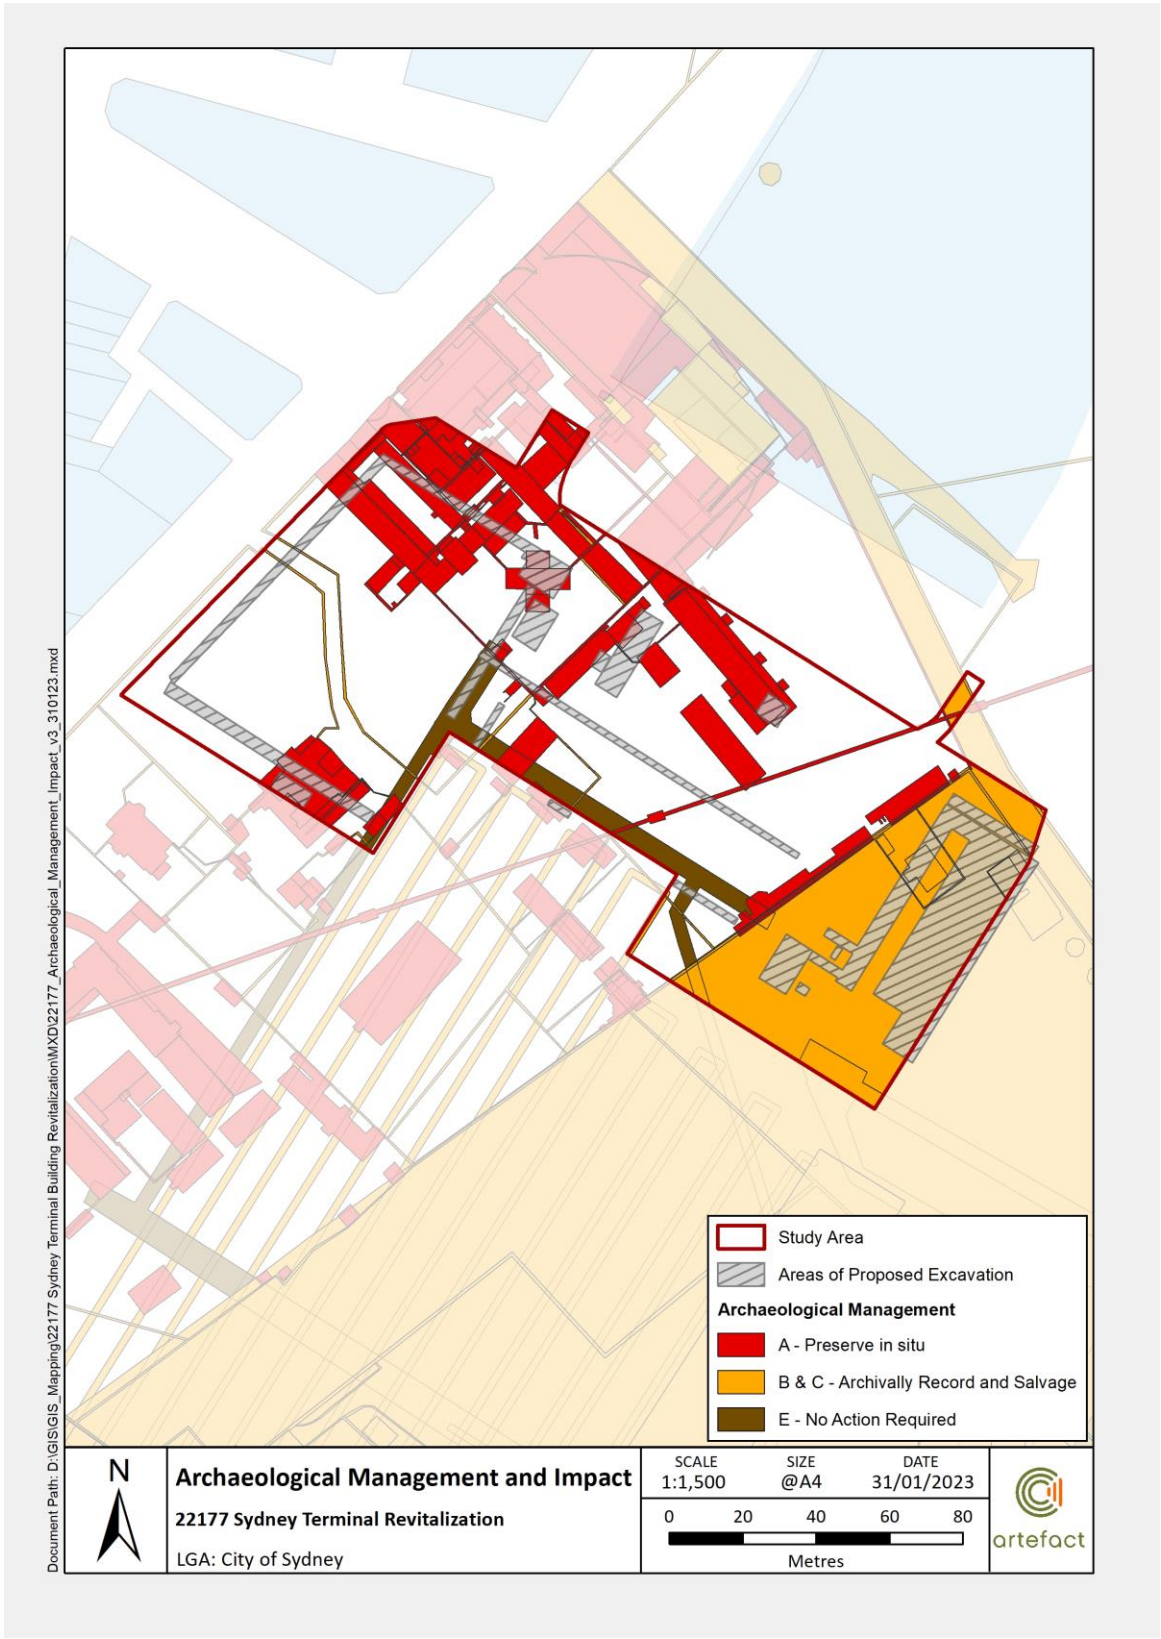 Document Path: D:\GIS\GIS_Mapping\22177 Sydney Terminal Building Revitalization\MXD\22177_Archaeological_Management_Impact_v3_310123.mxd
Study Area
Areas of Proposed Excavation
Archaeological Management
A - Preserve in situ
B & C - Archivally Record and Salvage
E - No Action Required
N
Archaeological Management and Impact
22177 Sydney Terminal Revitalization
LGA: City of Sydney
SCALE
1:1,500
SIZE
@A4
DATE
31/01/2023
0 20 40 60 80
Metres
artefact